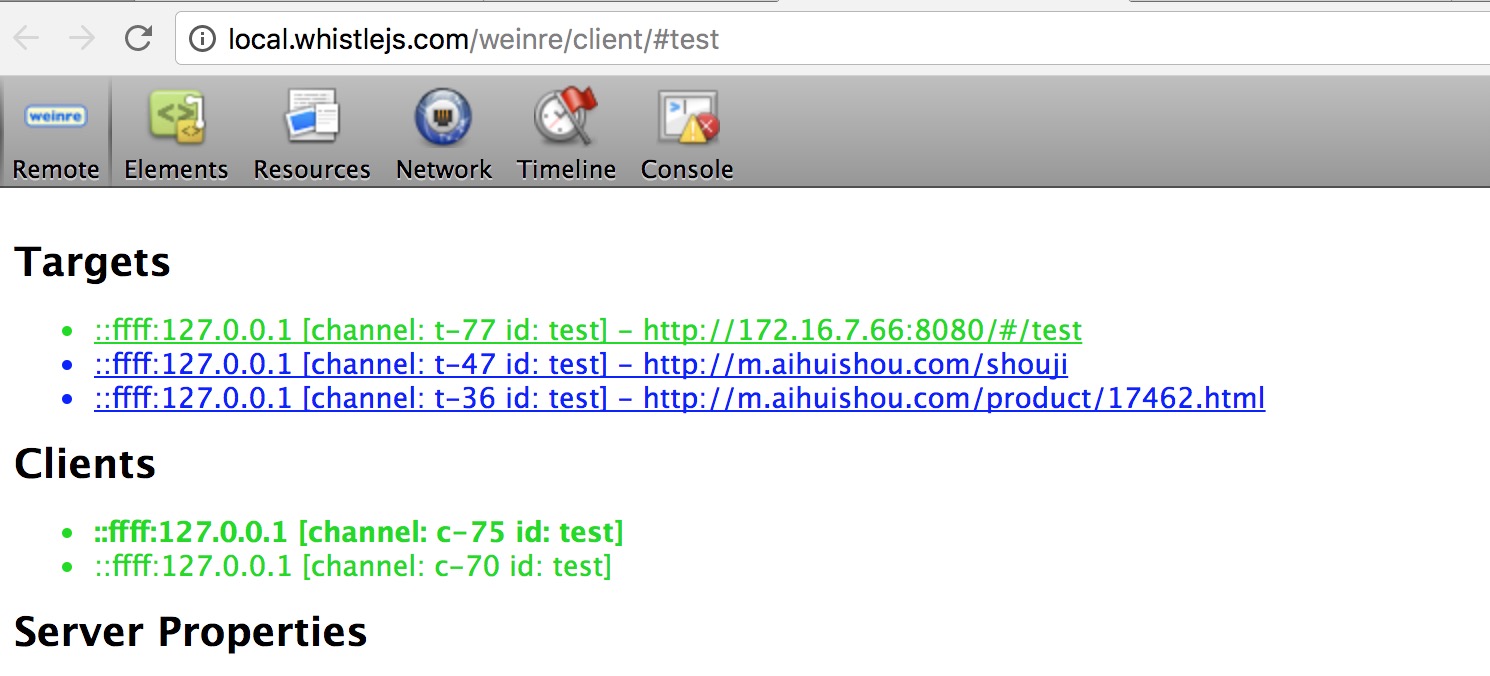 local.whistlejs.com/weinre/client/#test
weinre
Remote Elements Resources Network Timeline Console
Targets
::ffff:127.0.0.1 [channel: t-77 id: test] - http://172.16.7.66:8080/#/test
::ffff:127.0.0.1 [channel: t-47 id: test] - http://m.aihuishou.com/shouji
::ffff:127.0.0.1 [channel: t-36 id: test] - http://m.aihuishou.com/product/17462.html
Clients
::ffff:127.0.0.1 [channel: c-75 id: test]
::ffff:127.0.0.1 [channel: c-70 id: test]
Server Properties